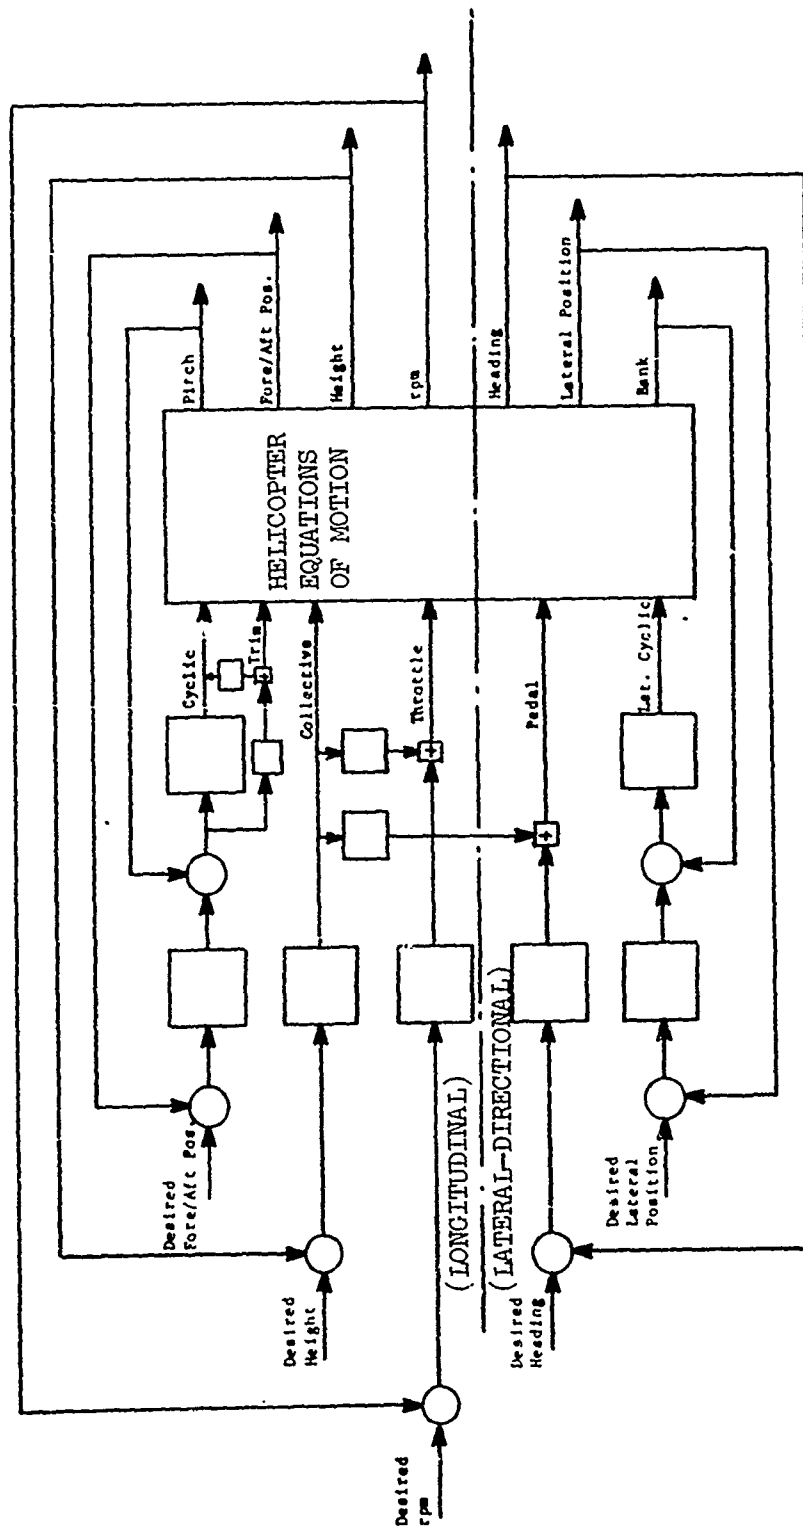 Pitch
Fore/Aft Pos.
Height
rpm
Heading
Lateral Position
Bank
HELICOPTER
EQUATIONS
OF MOTION
Cyclic
Trim
Collective
Throttle
Pedal
Lat. Cyclic
+
+
+
(LONGITUDINAL)
(LATERAL-DIRECTIONAL)
Desired
Fore/Aft Pos.
Desired
Height
Desired
rpm
Desired
Heading
Desired
Lateral
Position